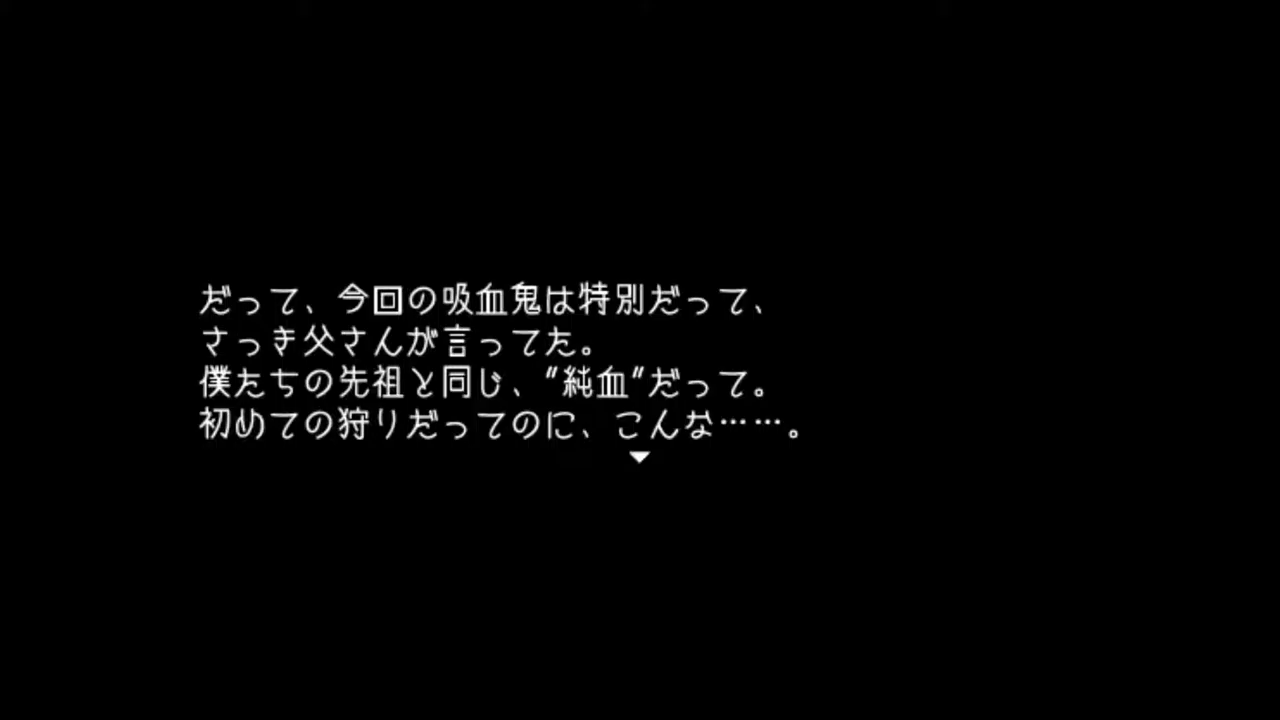 だって、今回の吸血鬼は特別だって、
さっき父さんが言ってた。
僕たちの先祖と同じ、”純血”だって。
初めての狩りだってのに、こんな……。